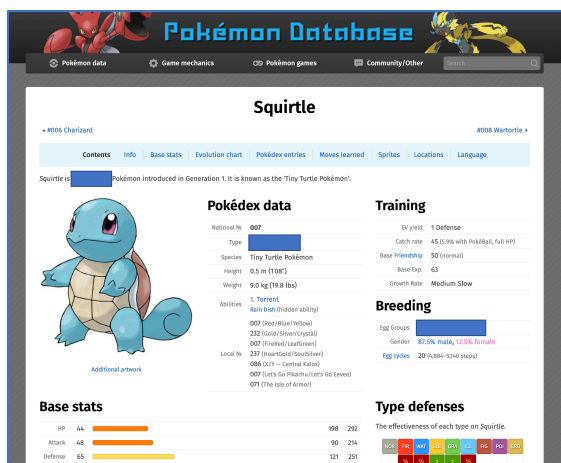 Pokémon Database
Pokémon data Game mechanics Pokémon games Community/Other Search
Squirtle
#006 Charizard #008 Wartortle
Contents Info Base stats Evolution chart Pokédex entries Moves learned Sprites Locations Language
Squirtle is Pokémon introduced in Generation 1. It is known as the 'Tiny Turtle Pokémon'.
Additional artwork
Pokédex data
National № 007
Type
Species Tiny Turtle Pokémon
Height 0.5 m (1'08")
Weight 9.0 kg (19.8 lbs)
Abilities 1. Torrent
Rain Dish (hidden ability)
Local № 007 (Red/Blue/Yellow)
232 (Gold/Silver/Crystal)
007 (FireRed/LeafGreen)
237 (HeartGold/SoulSilver)
086 (X/Y — Central Kalos)
007 (Let's Go Pikachu/Let's Go Eevee)
071 (The Isle of Armor)
Training
EV yield 1 Defense
Catch rate 45 (5.9% with PokéBall, full HP)
Base Friendship 50 (normal)
Base Exp. 63
Growth Rate Medium Slow
Breeding
Egg Groups
Gender 87.5% male, 12.5% female
Egg cycles 20 (4,884–5,140 steps)
Base stats
HP 44 198 292
Attack 48 90 214
Defense 65 121 251
Type defenses
The effectiveness of each type on Squirtle.
NOR FIR WAT ELE GRA ICE FIG POI GRO
½ ½ 2 2 ½